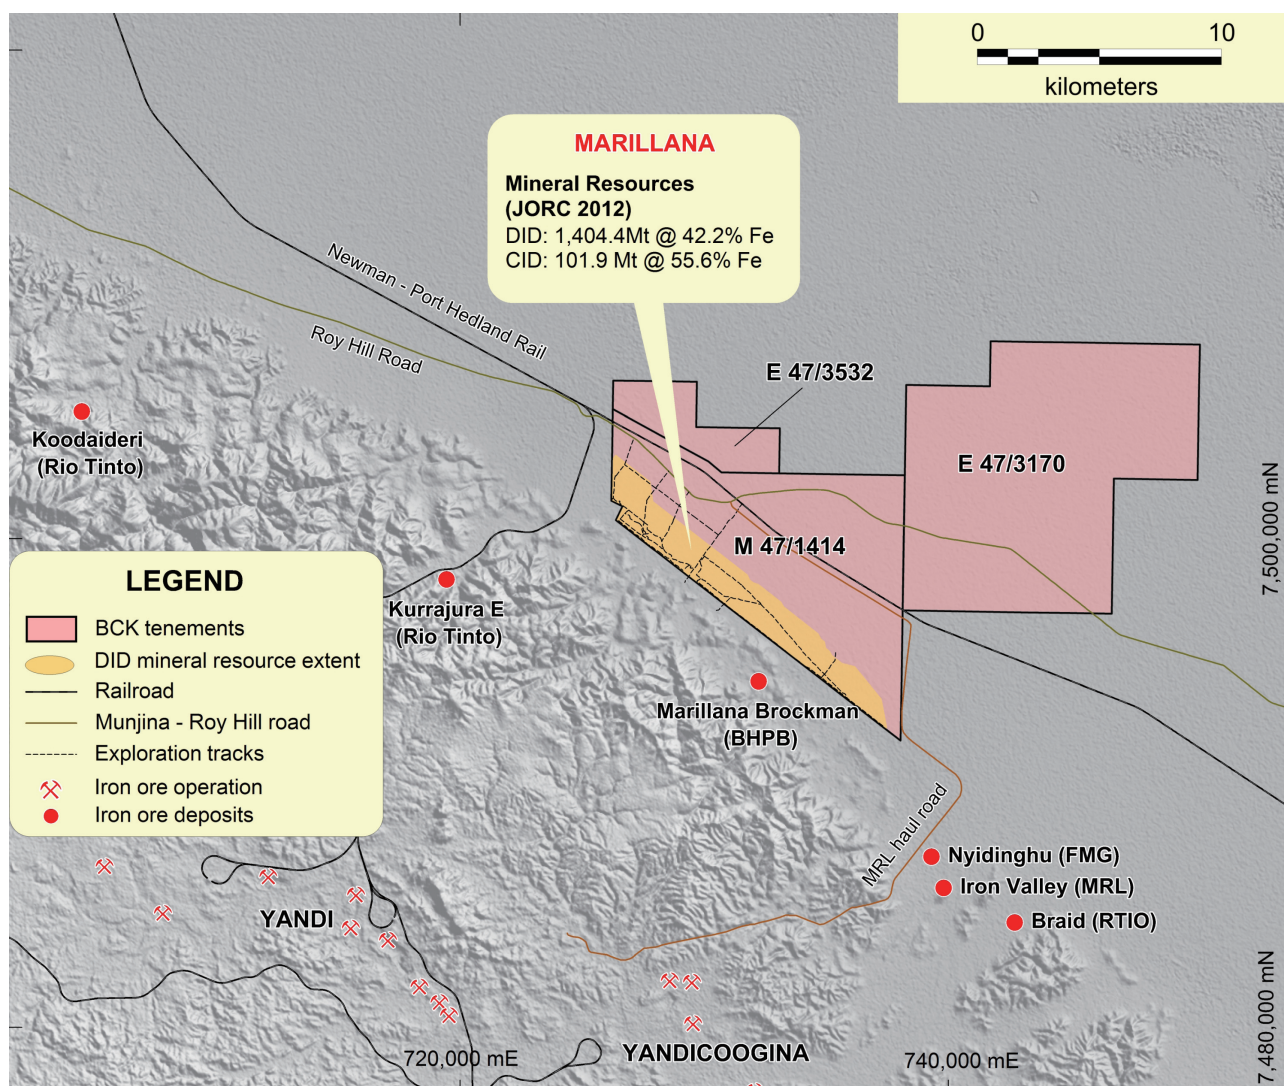 0 10
kilometers
MARILLANA
Mineral Resources
(JORC 2012)
DID: 1,404.4Mt @ 42.2% Fe
CID: 101.9 Mt @ 55.6% Fe
Newman - Port Hedland Rail
Roy Hill Road
E 47/3532
Koodaideri
(Rio Tinto)
E 47/3170
7,500,000 mN
M 47/1414
LEGEND
BCK tenements
DID mineral resource extent
Railroad
Munjina - Roy Hill road
Exploration tracks
Iron ore operation
Iron ore deposits
Kurrajura E
(Rio Tinto)
Marillana Brockman
(BHPB)
MRL haul road
Nyidinghu (FMG)
Iron Valley (MRL)
Braid (RTIO)
YANDI
YANDICOOGINA
720,000 mE
740,000 mE
7,480,000 mN